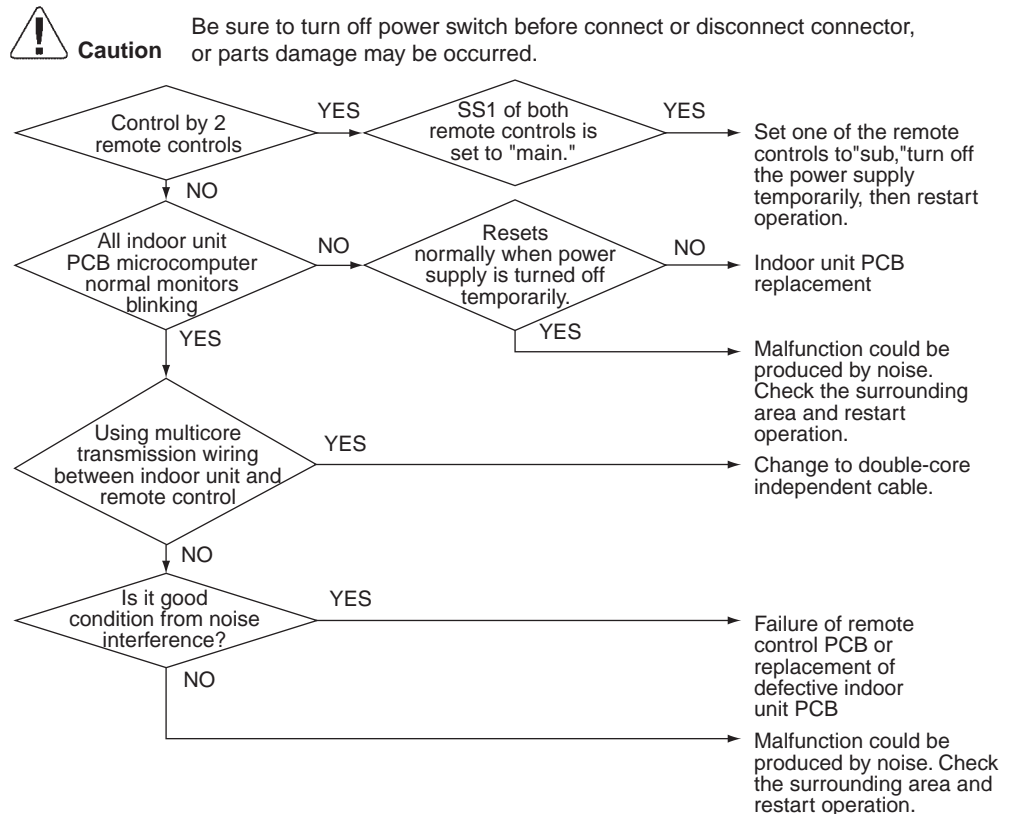 Be sure to turn off power switch before connect or disconnect connector,
Caution or parts damage may be occurred.
Control by 2
remote controls
YES
SS1 of both
remote controls is
set to "main."
YES
Set one of the remote
controls to"sub,"turn off
the power supply
temporarily, then restart
operation.
NO
All indoor unit
PCB microcomputer
normal monitors
blinking
NO
Resets
normally when power
supply is turned off
temporarily.
NO
Indoor unit PCB
replacement
YES
Malfunction could be
produced by noise.
Check the surrounding
area and restart
operation.
YES
Using multicore
transmission wiring
between indoor unit and
remote control
YES
Change to double-core
independent cable.
NO
Is it good
condition from noise
interference?
YES
Failure of remote
control PCB or
replacement of
defective indoor
unit PCB
NO
Malfunction could be
produced by noise. Check
the surrounding area and
restart operation.